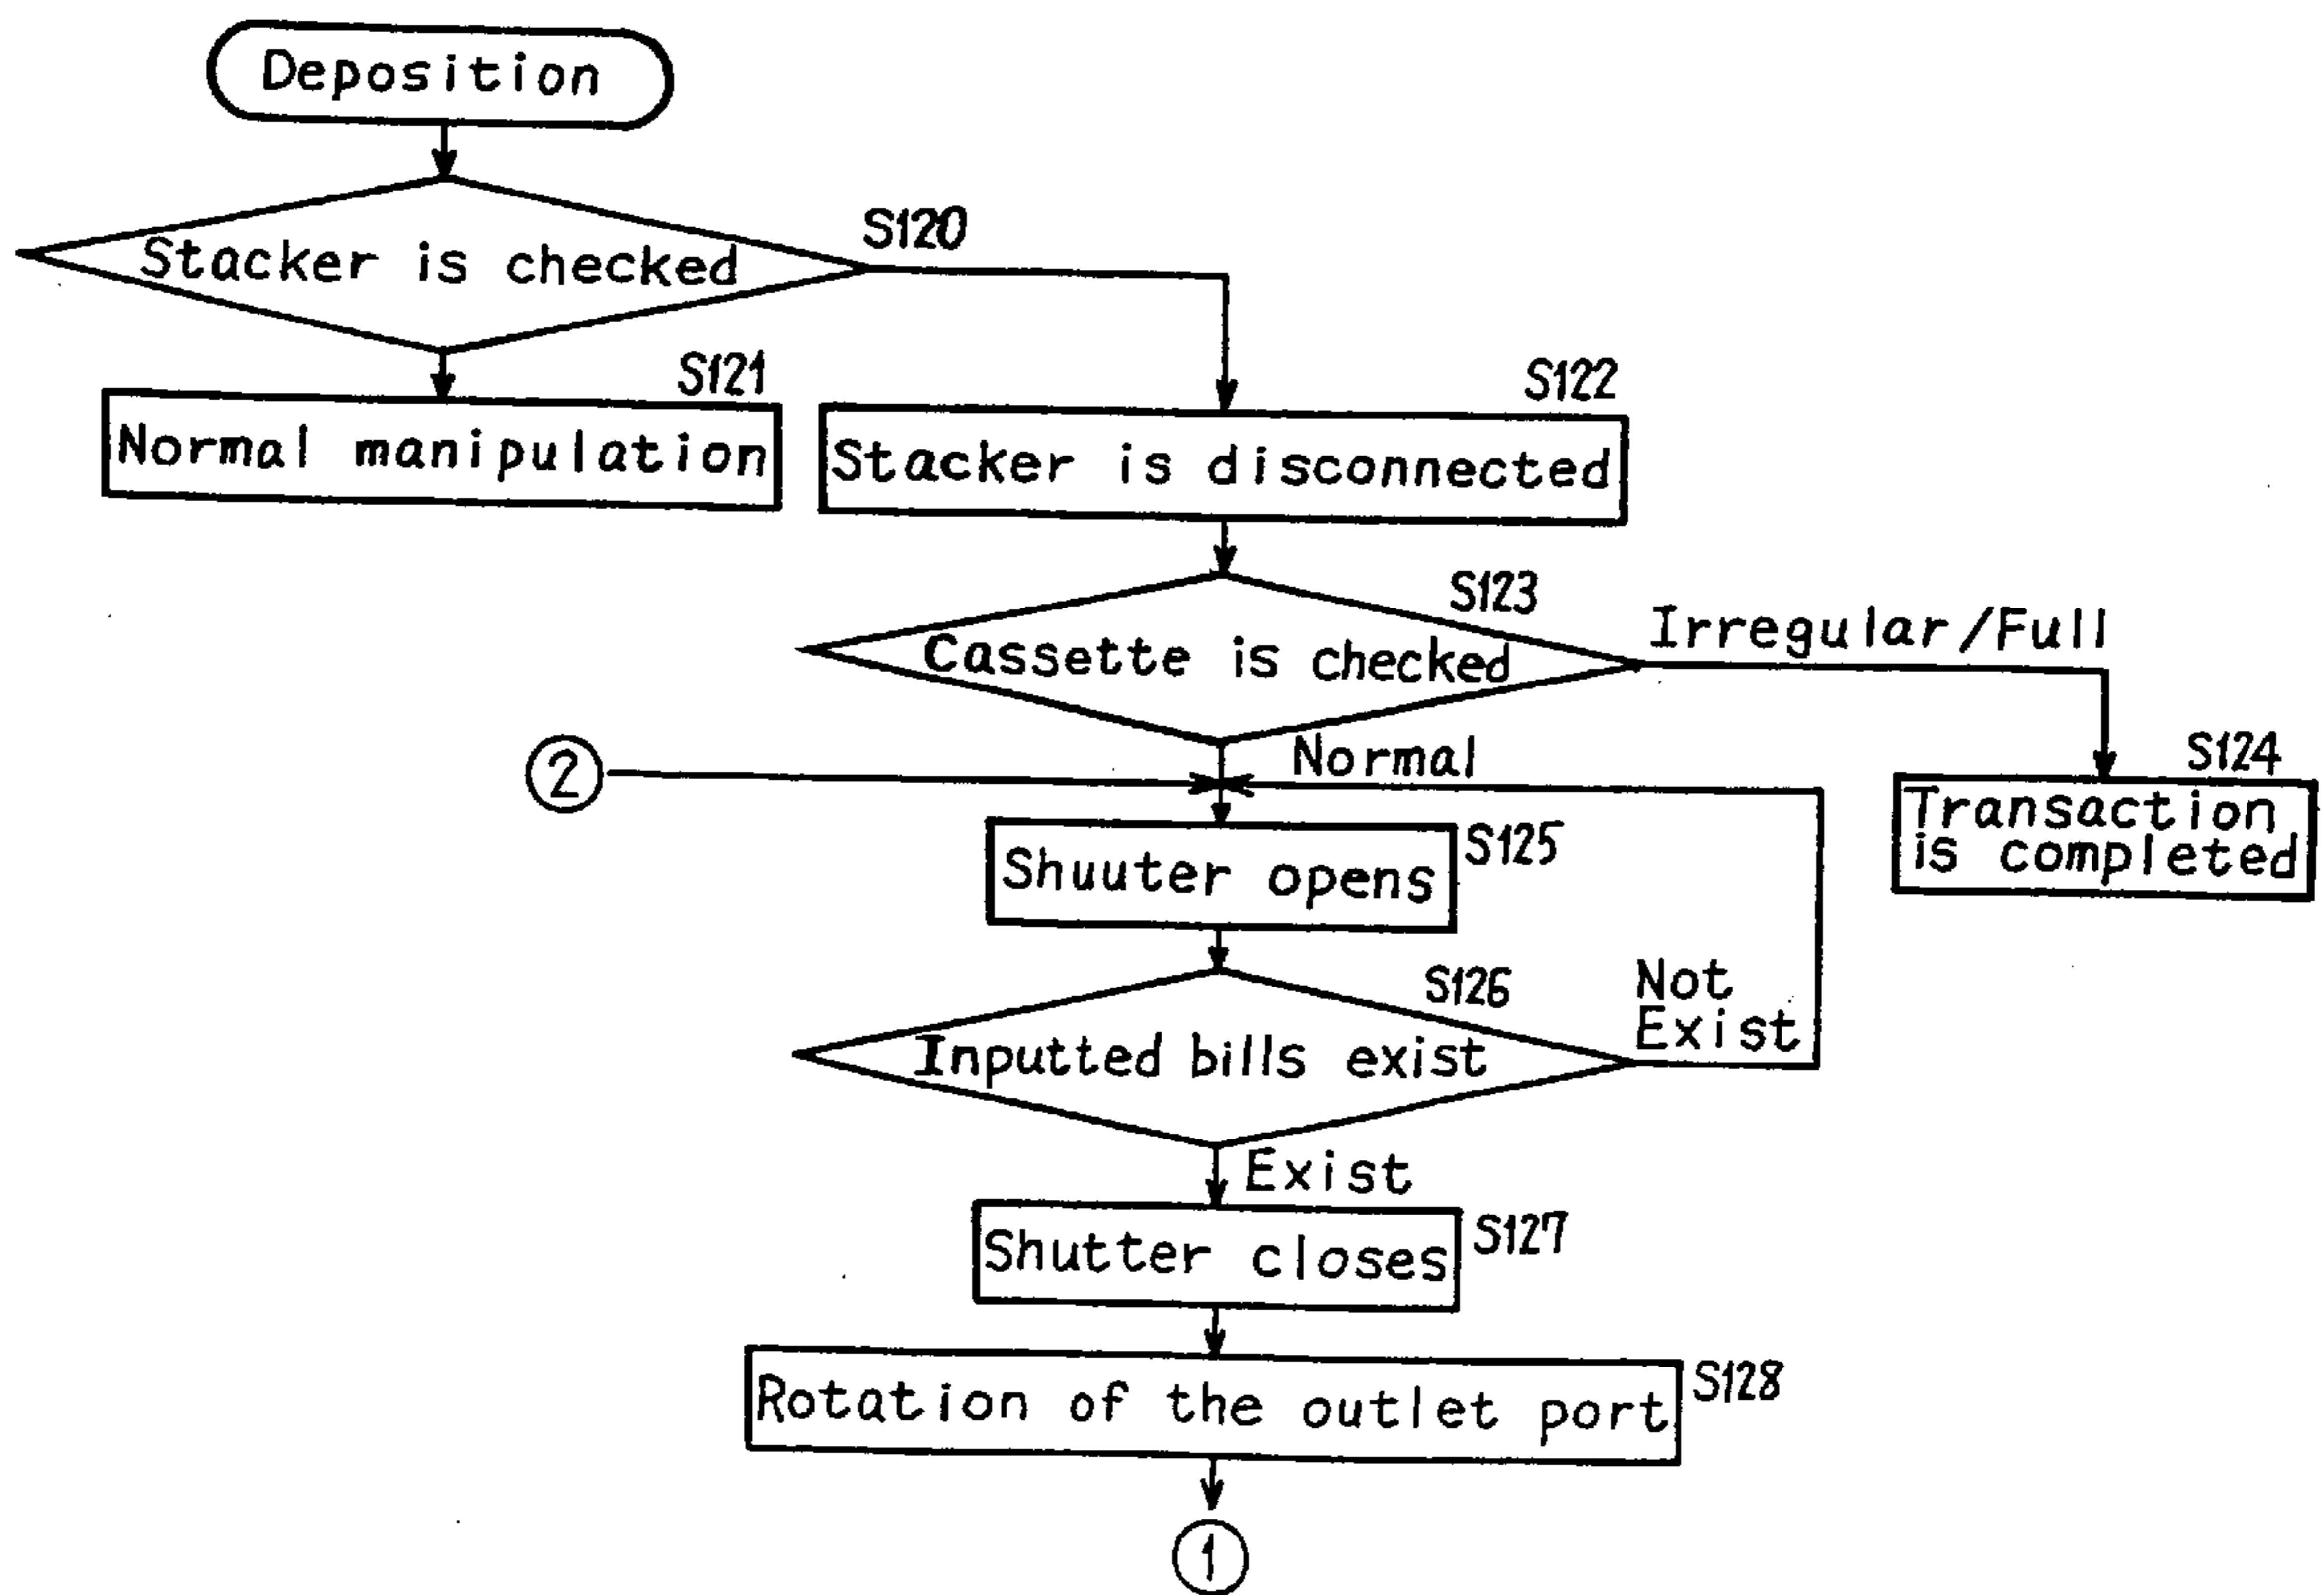 Deposition
S120
Stacker is checked
S121
Normal manipulation
S122
Stacker is disconnected
S123
Cassette is checked
Irregular/Full
Normal
2
S124
Transaction
is completed
Shuuter opens
S125
S126
Inputted bills exist
Not
Exist
Exist
Shutter closes
S127
Rotation of the outlet port
S128
1